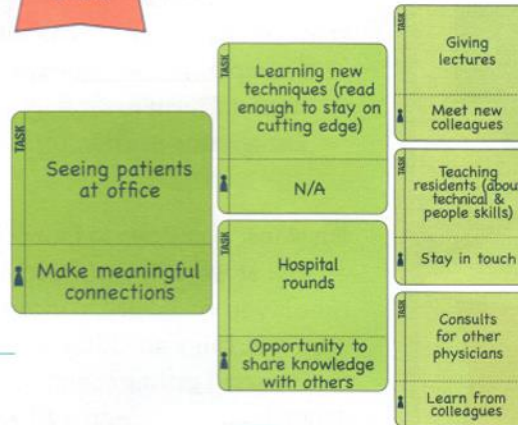 TASK
Seeing patients
at office
Make meaningful
connections
TASK
Learning new
techniques (read
enough to stay on
cutting edge)
N/A
TASK
Hospital
rounds
Opportunity to
share knowledge
with others
TASK
Giving
lectures
Meet new
colleagues
TASK
Teaching
residents (abou
technical &
people skills)
Stay in touch
TASK
Consults
for other
physicians
Learn from
colleagues